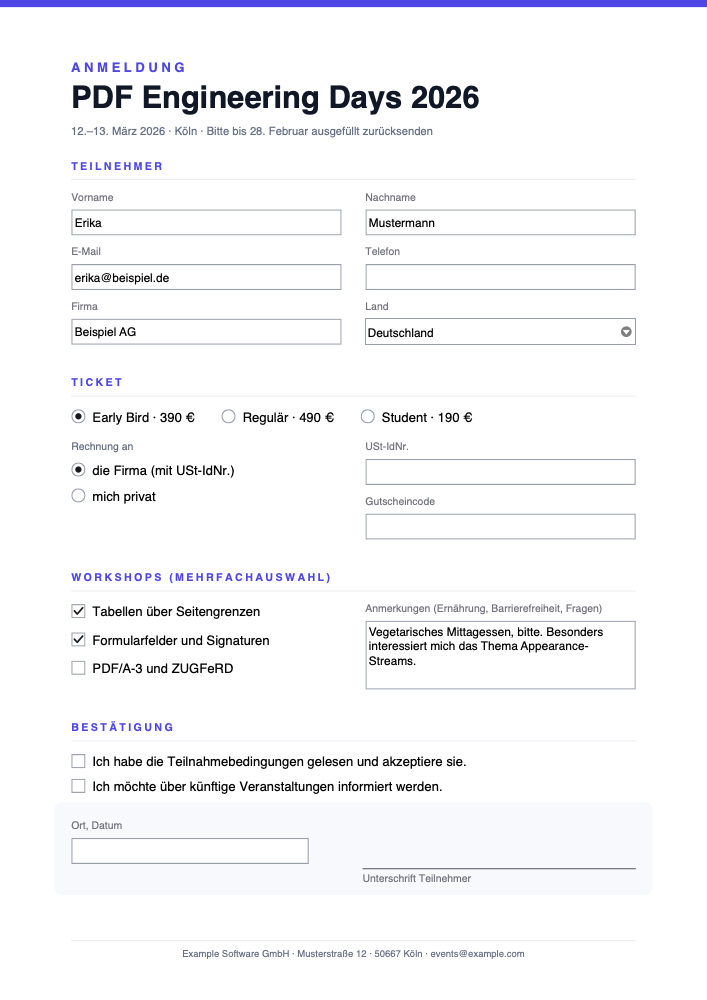 ANMELDUNG
PDF Engineering Days 2026
12.–13. März 2026 · Köln · Bitte bis 28. Februar ausgefüllt zurücksenden
TEILNEHMER
Vorname
Erika
Nachname
Mustermann
E-Mail
erika@beispiel.de
Telefon
Firma
Beispiel AG
Land
Deutschland
TICKET
Early Bird · 390 €
Regulär · 490 €
Student · 190 €
Rechnung an
die Firma (mit USt-IdNr.)
mich privat
USt-IdNr.
Gutscheincode
WORKSHOPS (MEHRFACHAUSWAHL)
Tabellen über Seitengrenzen
Formularfelder und Signaturen
PDF/A-3 und ZUGFeRD
Anmerkungen (Ernährung, Barrierefreiheit, Fragen)
Vegetarisches Mittagessen, bitte. Besonders
interessiert mich das Thema Appearance-
Streams.
BESTÄTIGUNG
Ich habe die Teilnahmebedingungen gelesen und akzeptiere sie.
Ich möchte über künftige Veranstaltungen informiert werden.
Ort, Datum
Unterschrift Teilnehmer
Example Software GmbH · Musterstraße 12 · 50667 Köln · events@example.com